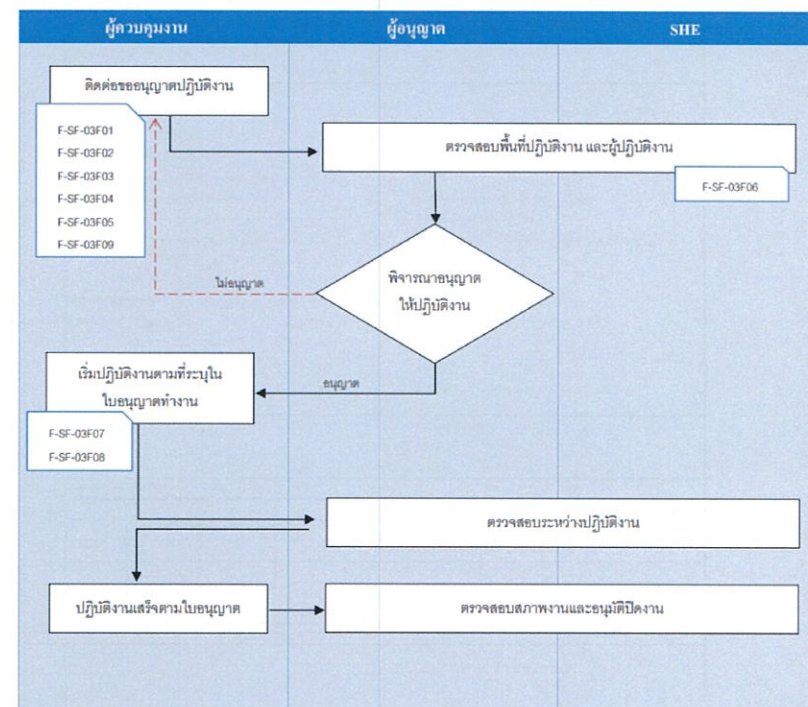 ผู้ควบคุมงาน
ผู้อนุญาต
SHE
ติดต่อขออนุญาตปฏิบัติงาน
F-SF-03F01
F-SF-03F02
F-SF-03F03
F-SF-03F04
F-SF-03F05
F-SF-03F09
ตรวจสอบพื้นที่ปฏิบัติงาน และผู้ปฏิบัติงาน
F-SF-03F06
พิจารณาอนุญาต
ให้ปฏิบัติงาน
ไม่อนุญาต
อนุญาต
เริ่มปฏิบัติงานตามที่ระบุใน
ใบอนุญาตทำงาน
F-SF-03F07
F-SF-03F08
ตรวจสอบระหว่างปฏิบัติงาน
ปฏิบัติงานเสร็จตามใบอนุญาต
ตรวจสอบสภาพงานและอนุมัติปิดงาน